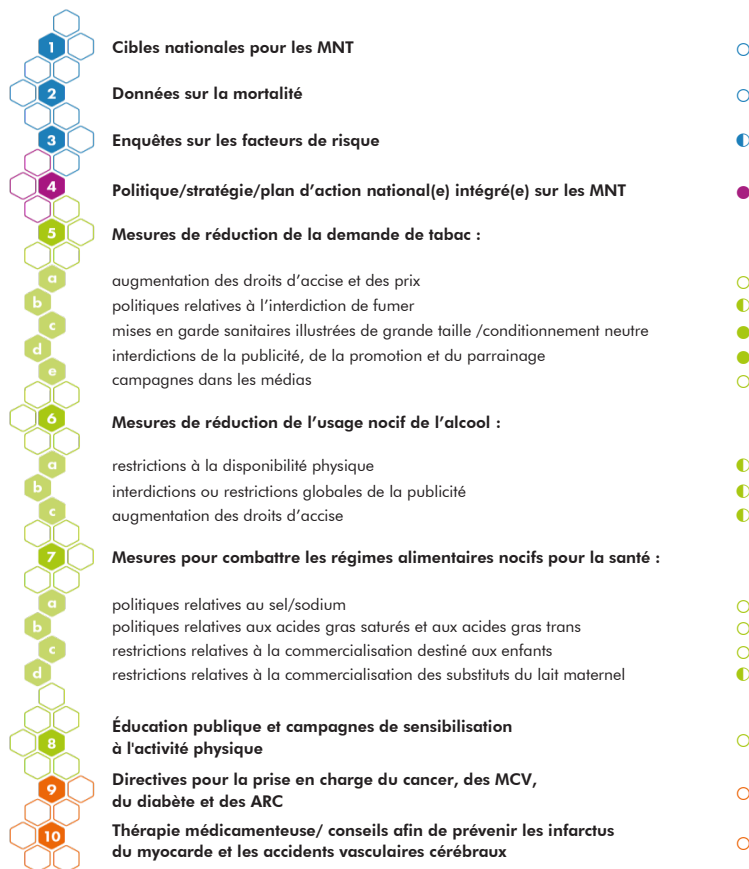 1 Cibles nationales pour les MNT
2 Données sur la mortalité
3 Enquêtes sur les facteurs de risque
4 Politique/stratégie/plan d’action national(e) intégré(e) sur les MNT
5 Mesures de réduction de la demande de tabac :
a augmentation des droits d’accise et des prix
b politiques relatives à l’interdiction de fumer
c mises en garde sanitaires illustrées de grande taille /conditionnement neutre
d interdictions de la publicité, de la promotion et du parrainage
e campagnes dans les médias
6 Mesures de réduction de l’usage nocif de l’alcool :
a restrictions à la disponibilité physique
b interdictions ou restrictions globales de la publicité
c augmentation des droits d’accise
7 Mesures pour combattre les régimes alimentaires nocifs pour la santé :
a politiques relatives au sel/sodium
b politiques relatives aux acides gras saturés et aux acides gras trans
c restrictions relatives à la commercialisation destiné aux enfants
d restrictions relatives à la commercialisation des substituts du lait maternel
8 Éducation publique et campagnes de sensibilisation
à l'activité physique
9 Directives pour la prise en charge du cancer, des MCV,
du diabète et des ARC
10 Thérapie médicamenteuse/ conseils afin de prévenir les infarctus
du myocarde et les accidents vasculaires cérébraux